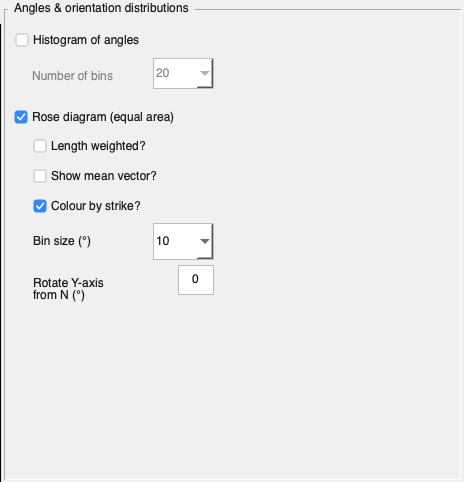 Angles & orientation distributions
Histogram of angles
Number of bins 20
Rose diagram (equal area)
Length weighted?
Show mean vector?
Colour by strike?
Bin size (°) 10
Rotate Y-axis 0
from N (°)